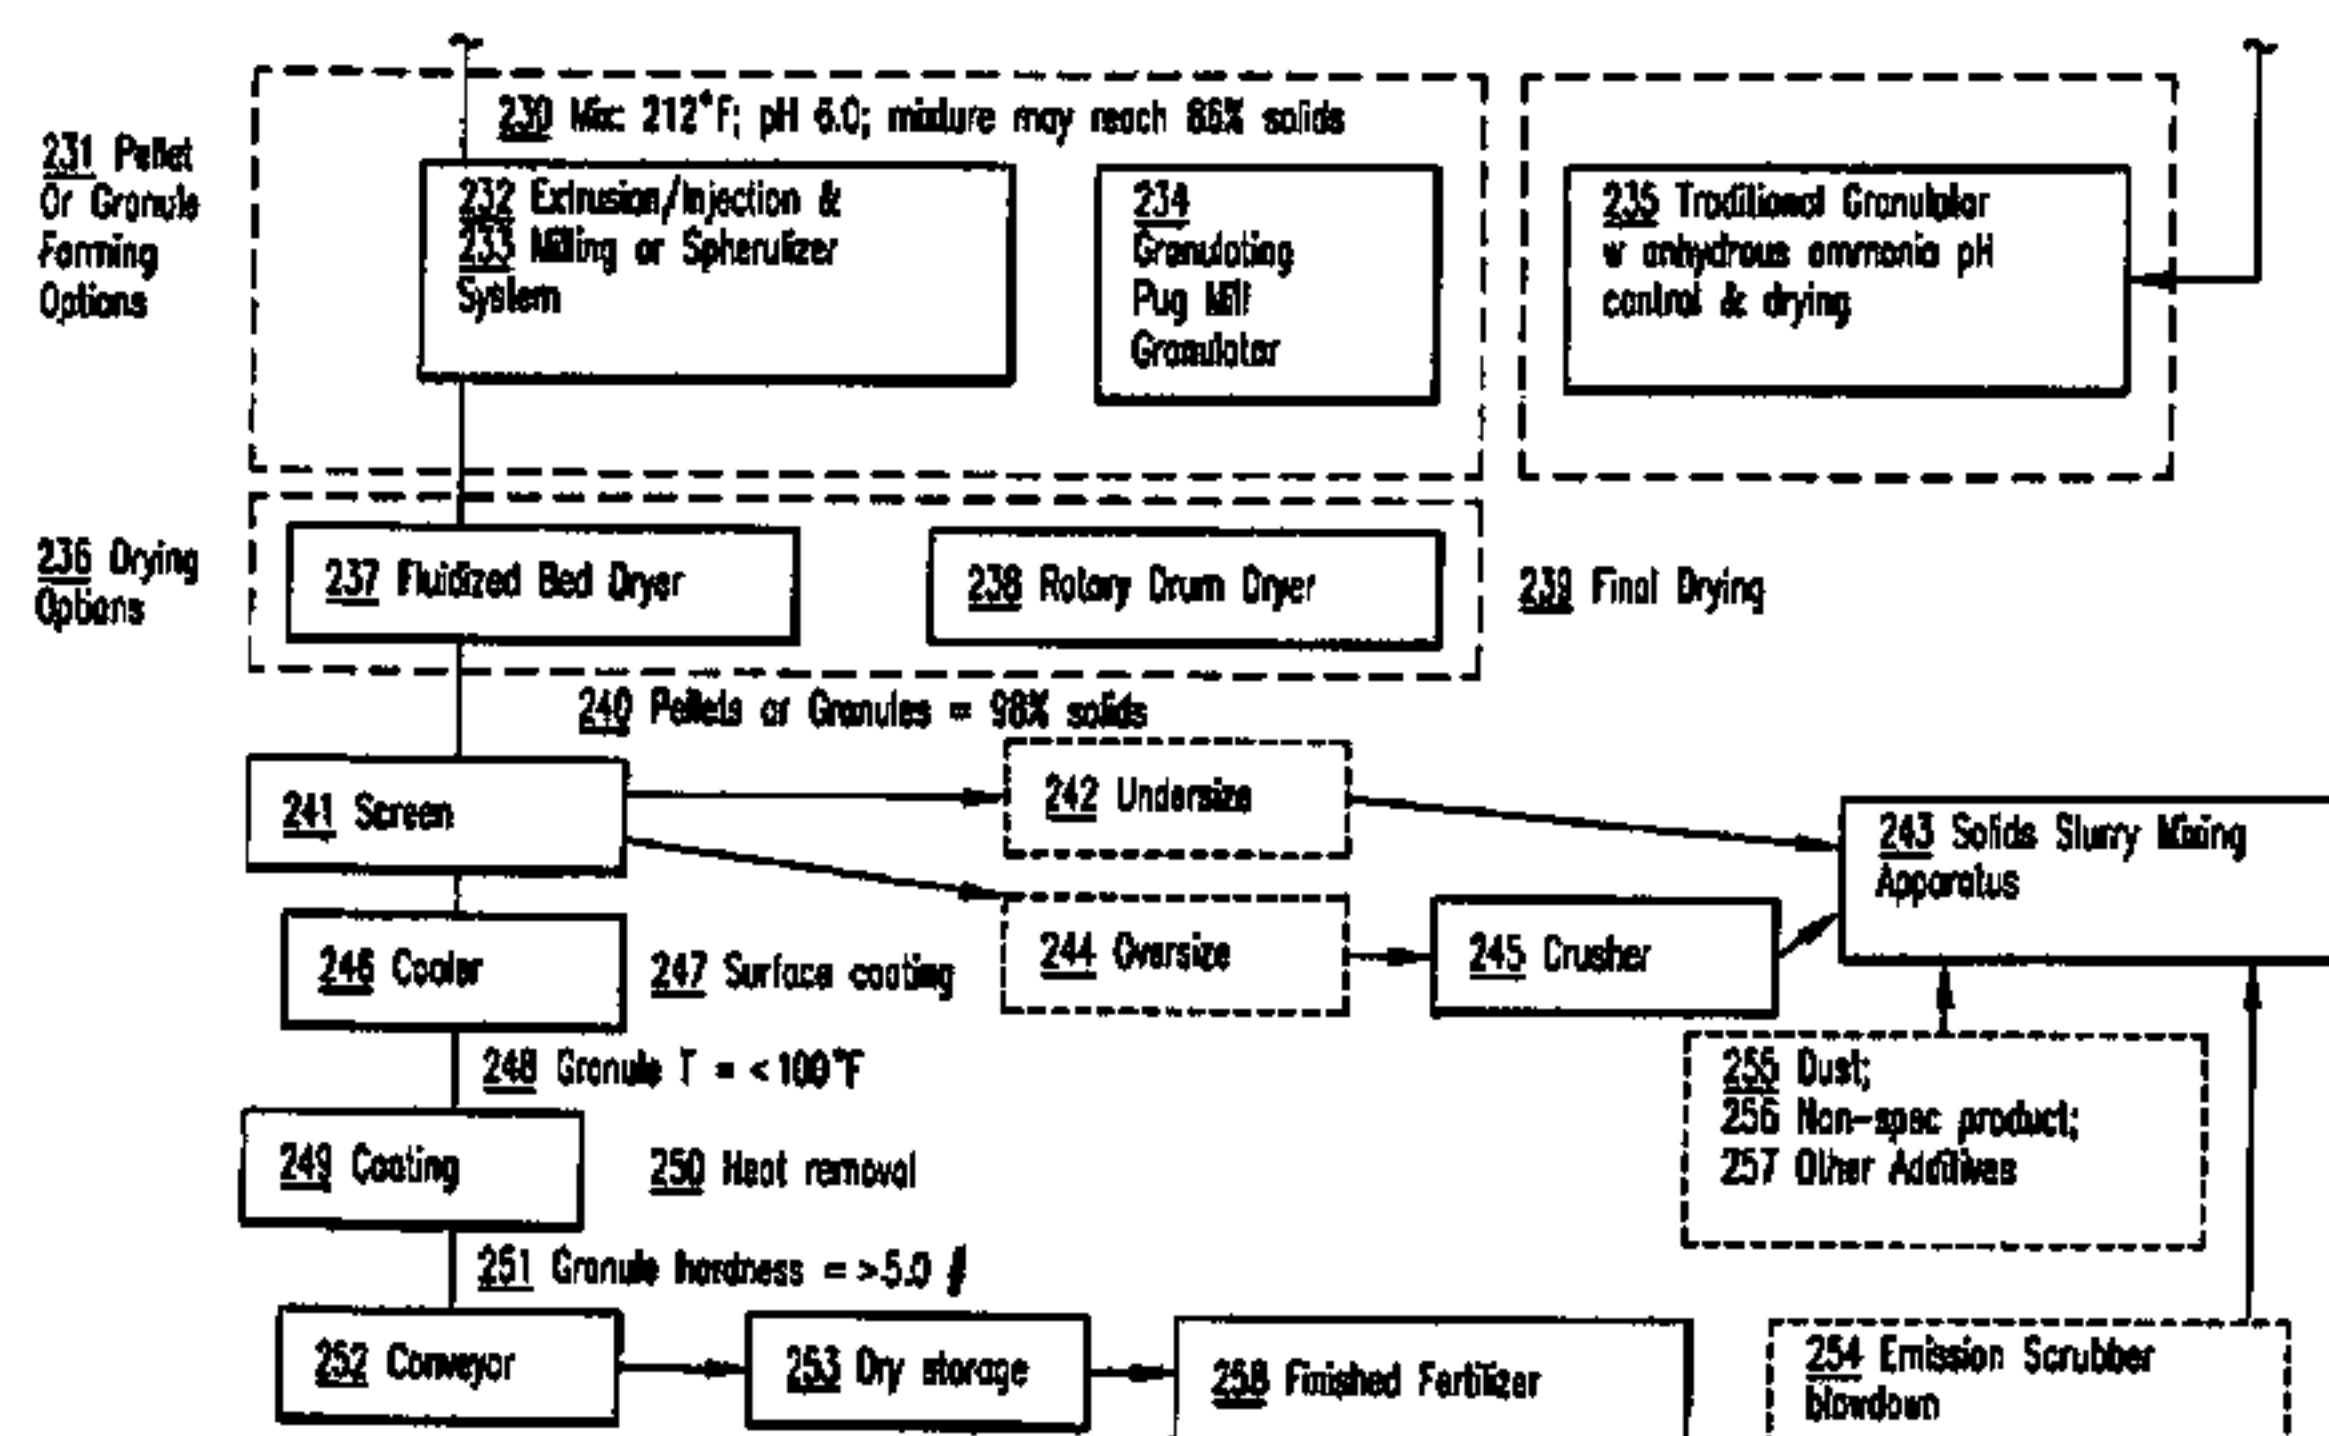 230 Mix: 212°F; pH 6.0; mixture may reach 86% solids
231 Pellet
Or Granule
Forming
Options
232 Extrusion/Injection &
233 Milling or Spherulizer
System
234
Granulating
Pug Mill
Granulator
235 Traditional Granulator
w anhydrous ammonia pH
control & drying
236 Drying
Options
237 Fluidized Bed Dryer
238 Rotary Drum Dryer
239 Final Drying
240 Pellets or Granules = 98% solids
241 Screen
242 Undersize
243 Solids Slurry Mixing
Apparatus
244 Oversize
245 Crusher
246 Cooler
247 Surface coating
248 Granule T = <100°F
249 Coating
250 Heat removal
255 Dust;
256 Non-spec product;
257 Other Additives
251 Granule hardness = >5.0 #
252 Conveyor
253 Dry storage
258 Finished Fertilizer
254 Emission Scrubber
blowdown